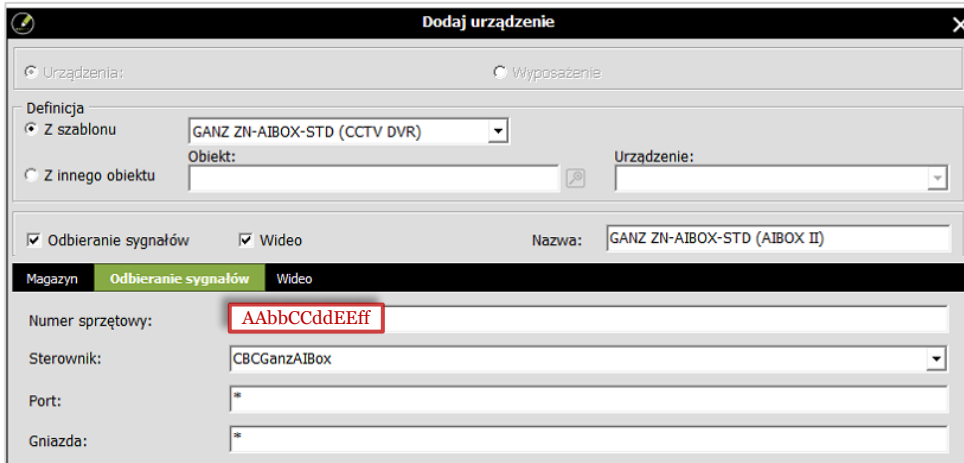 Dodaj urządzenie
Urządzenia:
Wyposażenie
Definicja
Z szablonu
GANZ ZN-AIBOX-STD (CCTV DVR)
Obiekt:
Urządzenie:
Z innego obiektu
Odbieranie sygnałów
Wideo
Nazwa:
GANZ ZN-AIBOX-STD (AIBOX II)
Magazyn
Odbieranie sygnałów
Wideo
Numer sprzętowy:
AAbbCCddEEff
Sterownik:
CBCGanzAIBox
Port:
*
Gniazda:
*